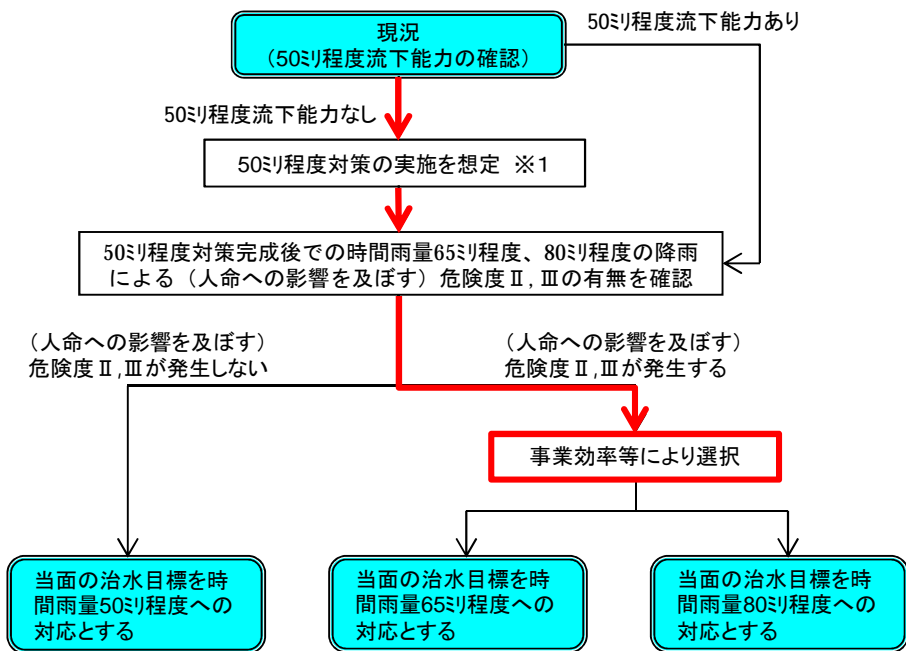 現況
(50ﾐﾘ程度流下能力の確認)
50ﾐﾘ程度流下能力あり
50ﾐﾘ程度流下能力なし
50ﾐﾘ程度対策の実施を想定 ※1
50ﾐﾘ程度対策完成後での時間雨量65ﾐﾘ程度、80ﾐﾘ程度の降雨
による（人命への影響を及ぼす）危険度Ⅱ,Ⅲの有無を確認
(人命への影響を及ぼす)
危険度Ⅱ,Ⅲが発生しない
(人命への影響を及ぼす)
危険度Ⅱ,Ⅲが発生する
事業効率等により選択
当面の治水目標を時
間雨量50ﾐﾘ程度への
対応とする
当面の治水目標を時
間雨量65ﾐﾘ程度への
対応とする
当面の治水目標を時
間雨量80ﾐﾘ程度への
対応とする